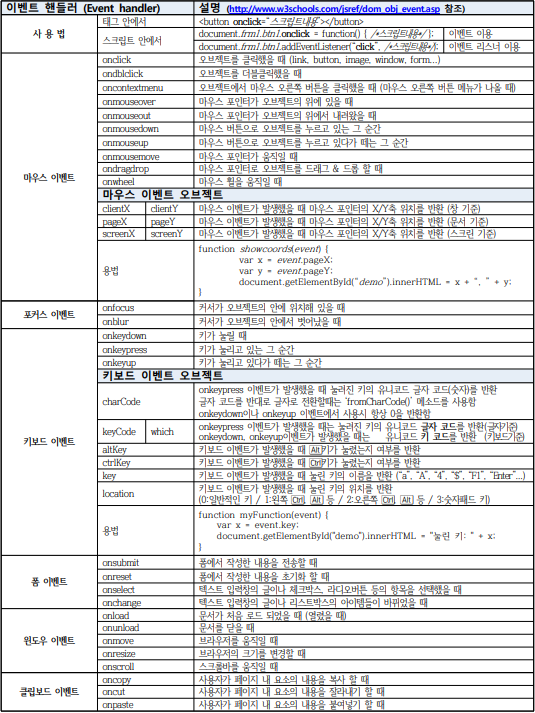 이벤트 핸들러 (Event handler) 설명 (http://www.w3schools.com/jsref/dom_obj_event.asp 참조)
사 용 법
태그 안에서 <button onclick="스크립트내용"></button>
스크립트 안에서 document.frm1.btn1.onclick = function() { /*스크립트내용*/ }; 이벤트 이용
document.frm1.btn1.addEventListener("click", /*스크립트내용*/); 이벤트 리스너 이용
마우스 이벤트
onclick 오브젝트를 클릭했을 때 (link, button, image, window, form...)
ondblclick 오브젝트를 더블클릭했을 때
oncontextmenu 오브젝트에서 마우스 오른쪽 버튼을 클릭했을 때 (마우스 오른쪽 버튼 메뉴가 나올 때)
onmouseover 마우스 포인터가 오브젝트의 위에 있을 때
onmouseout 마우스 포인터가 오브젝트의 위에서 내려왔을 때
onmousedown 마우스 버튼으로 오브젝트를 누르고 있는 그 순간
onmouseup 마우스 버튼으로 오브젝트를 누르고 있다가 떼는 그 순간
onmousemove 마우스 포인터가 움직일 때
ondragdrop 마우스 포인터로 오브젝트를 드래그 & 드롭 할 때
onwheel 마우스 휠을 움직일 때
마우스 이벤트 오브젝트
clientX clientY 마우스 이벤트가 발생했을 때 마우스 포인터의 X/Y축 위치를 반환 (창 기준)
pageX pageY 마우스 이벤트가 발생했을 때 마우스 포인터의 X/Y축 위치를 반환 (문서 기준)
screenX screenY 마우스 이벤트가 발생했을 때 마우스 포인터의 X/Y축 위치를 반환 (스크린 기준)
용법
function showcoords(event) {
var x = event.pageX;
var y = event.pageY;
document.getElementById("demo").innerHTML = x + ", " + y;
}
포커스 이벤트
onfocus 커서가 오브젝트의 안에 위치해 있을 때
onblur 커서가 오브젝트의 안에서 벗어났을 때
키보드 이벤트
onkeydown 키가 눌릴 때
onkeypress 키가 눌리고 있는 그 순간
onkeyup 키가 눌리고 있다가 떼는 그 순간
키보드 이벤트 오브젝트
charCode
onkeypress 이벤트가 발생했을 때 눌러진 키의 유니코드 글자 코드(숫자)를 반환
글자 코드를 반대로 글자로 전환할때는 'fromCharCode()' 메소드를 사용함
onkeydown이나 onkeyup 이벤트에서 사용시 항상 0을 반환함
keyCode which
onkeypress 이벤트가 발생했을 때는 눌러진 키의 유니코드 글자 코드를 반환(글자기준)
onkeydown, onkeyup이벤트가 발생했을 때는 유니코드 키 코드를 반환 (키보드기준)
altKey 키보드 이벤트가 발생했을 때 Alt키가 눌렸는지 여부를 반환
ctrlKey 키보드 이벤트가 발생했을 때 Ctrl키가 눌렸는지 여부를 반환
key 키보드 이벤트가 발생했을 때 눌린 키의 이름을 반환 ("a", "A", "4", "$", "F1", "Enter"...)
location
키보드 이벤트가 발생했을 때 눌린 키의 위치를 반환
(0:일반적인 키 / 1:왼쪽 Ctrl, Alt 등 / 2:오른쪽 Ctrl, Alt 등 / 3:숫자패드 키)
용법
function myFunction(event) {
var x = event.key;
document.getElementById("demo").innerHTML = "눌린 키: " + x;
}
폼 이벤트
onsubmit 폼에서 작성한 내용을 전송할 때
onreset 폼에서 작성한 내용을 초기화 할 때
onselect 텍스트 입력창의 글이나 체크박스, 라디오버튼 등의 항목을 선택했을 때
onchange 텍스트 입력창의 글이나 리스트박스의 아이템들이 바뀌었을 때
윈도우 이벤트
onload 문서가 처음 로드 되었을 때 (열렸을 때)
onunload 문서를 닫을 때
onmove 브라우저를 움직일 때
onresize 브라우저의 크기를 변경할 때
onscroll 스크롤바를 움직일 때
클립보드 이벤트
oncopy 사용자가 페이지 내 요소의 내용을 복사 할 때
oncut 사용자가 페이지 내 요소의 내용을 잘라내기 할 때
onpaste 사용자가 페이지 내 요소의 내용을 붙여넣기 할 때